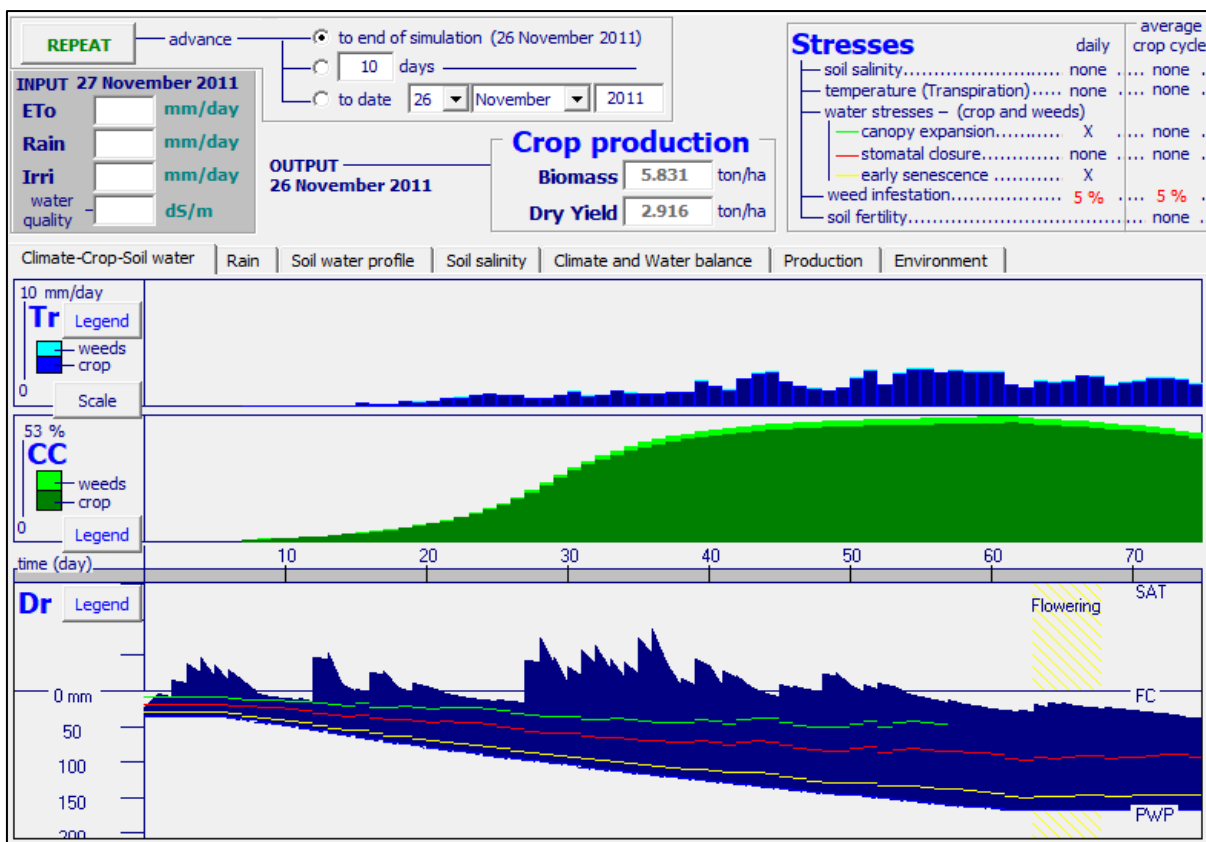 REPEAT
advance
to end of simulation (26 November 2011)
10 days
to date 26 November 2011
INPUT 27 November 2011
ETo mm/day
Rain mm/day
Irri mm/day
water quality dS/m
OUTPUT
26 November 2011
Crop production
Biomass 5.831 ton/ha
Dry Yield 2.916 ton/ha
Stresses daily average crop cycle
soil salinity............................ none .... none .
temperature (Transpiration)..... none .... none .
water stresses – (crop and weeds)
canopy expansion............ X .... none .
stomatal closure.............. none .... none .
early senescence ............ X
weed infestation.................... 5 % .... 5 % .
soil fertility........................................ none .
Climate-Crop-Soil water
Rain
Soil water profile
Soil salinity
Climate and Water balance
Production
Environment
10 mm/day
Tr Legend
weeds
crop
0
Scale
53 %
CC
weeds
crop
0
Legend
time (day) 10 20 30 40 50 60 70
Dr Legend
Flowering
SAT
0 mm
FC
50
100
150
PWP
200